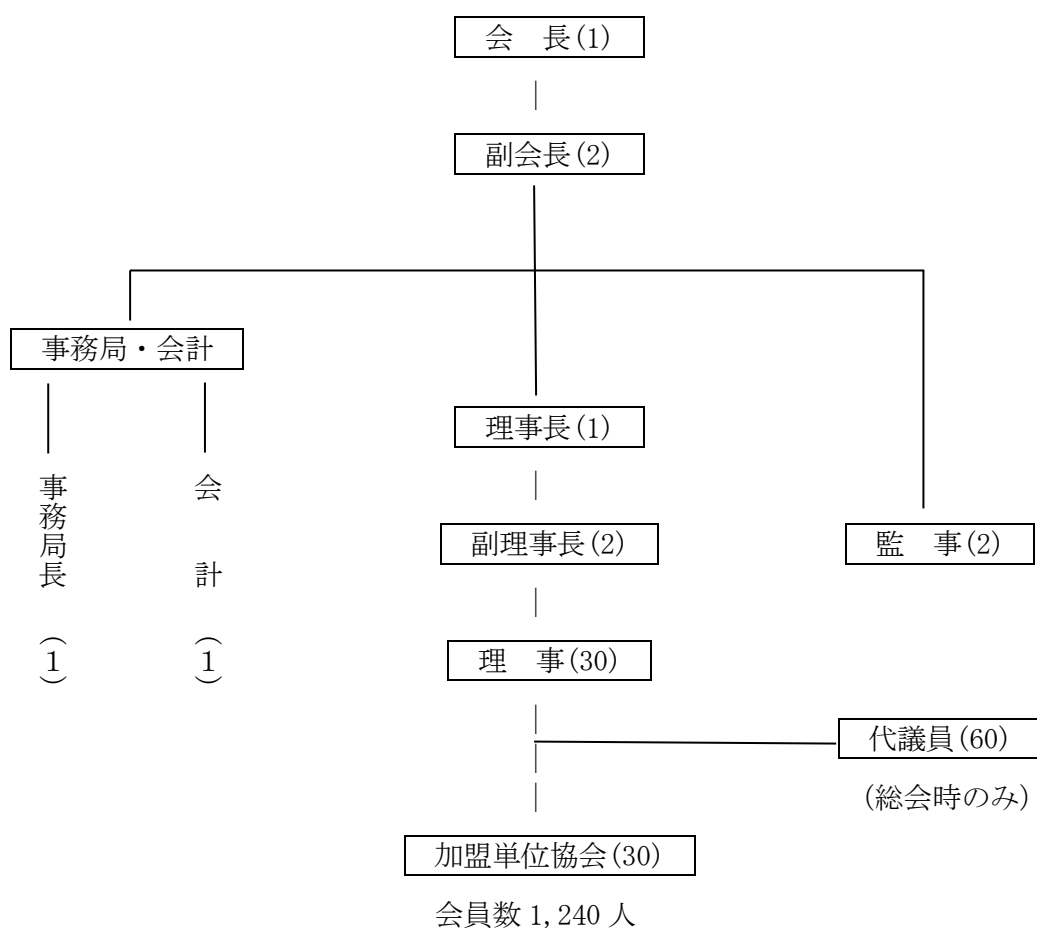 会　長(1)
副会長(2)
事務局・会計
理事長(1)
事務局長（1）
会　計（1）
副理事長(2)
監　事(2)
理　事(30)
代議員(60)
(総会時のみ)
加盟単位協会(30)
会員数 1,240 人